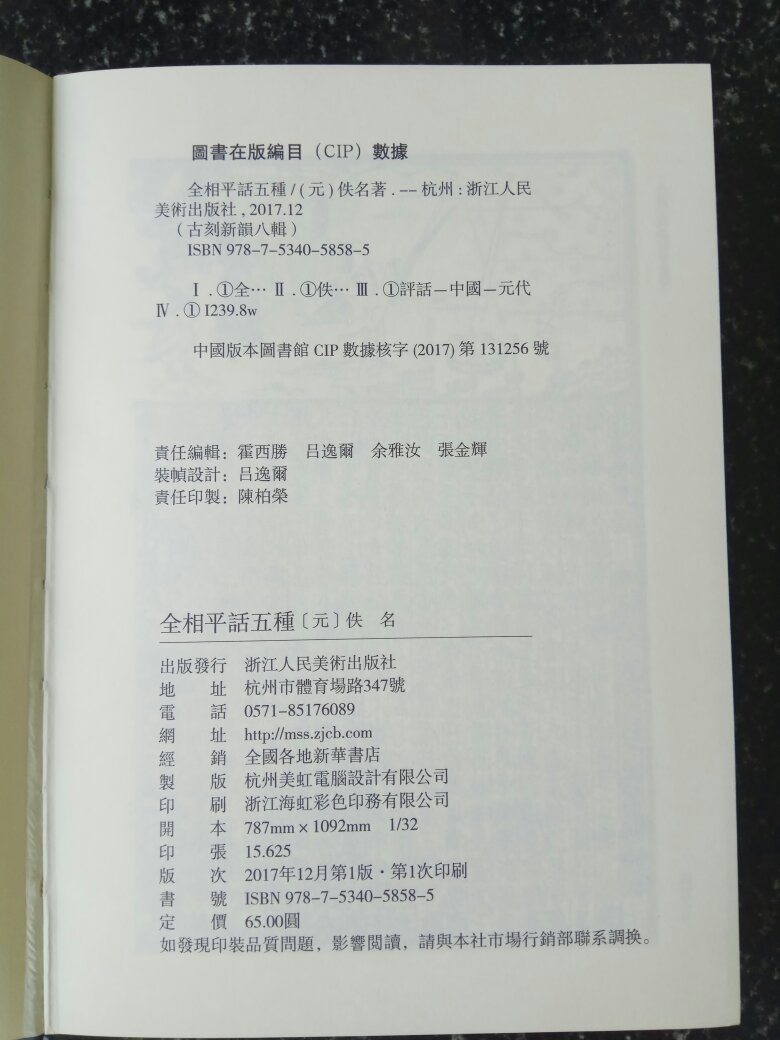 圖書在版編目（CIP）數據
全相平話五種 /（元）佚名著 . -- 杭州 : 浙江人民
美術出版社 , 2017.12
（古刻新韻八輯）
ISBN 978-7-5340-5858-5
Ⅰ . ①全… Ⅱ . ①佚… Ⅲ . ①評話－中國－元代
Ⅳ . ① I239.8w
中國版本圖書館 CIP 數據核字 (2017) 第 131256 號
責任編輯：霍西勝　吕逸爾　余雅汝　張金輝
裝幀設計：吕逸爾
責任印製：陳柏榮
全相平話五種〔元〕佚　名
出版發行　浙江人民美術出版社
地　　址　杭州市體育場路347號
電　　話　0571-85176089
網　　址　http://mss.zjcb.com
經　　銷　全國各地新華書店
製　　版　杭州美虹電腦設計有限公司
印　　刷　浙江海虹彩色印務有限公司
開　　本　787mm×1092mm　1/32
印　　張　15.625
版　　次　2017年12月第1版·第1次印刷
書　　號　ISBN 978-7-5340-5858-5
定　　價　65.00圓
如發現印裝品質問題，影響閲讀，請與本社市場行銷部聯系調换。